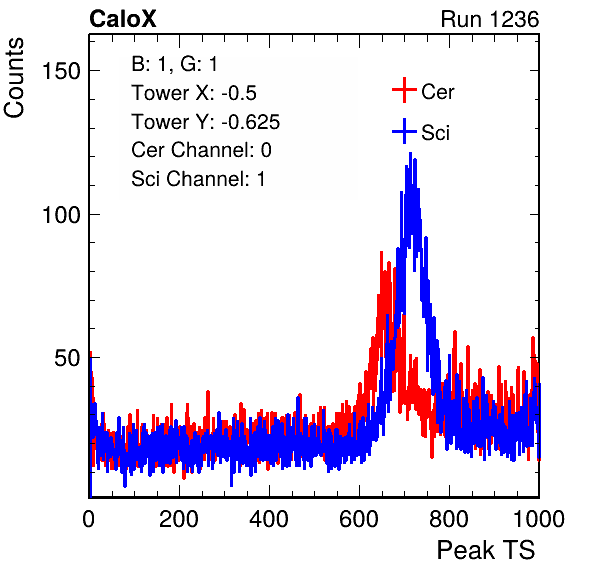 CaloX Run 1236
Counts
150
100
50
B: 1, G: 1
Tower X: -0.5
Tower Y: -0.625
Cer Channel: 0
Sci Channel: 1
Cer
Sci
0 200 400 600 800 1000
Peak TS